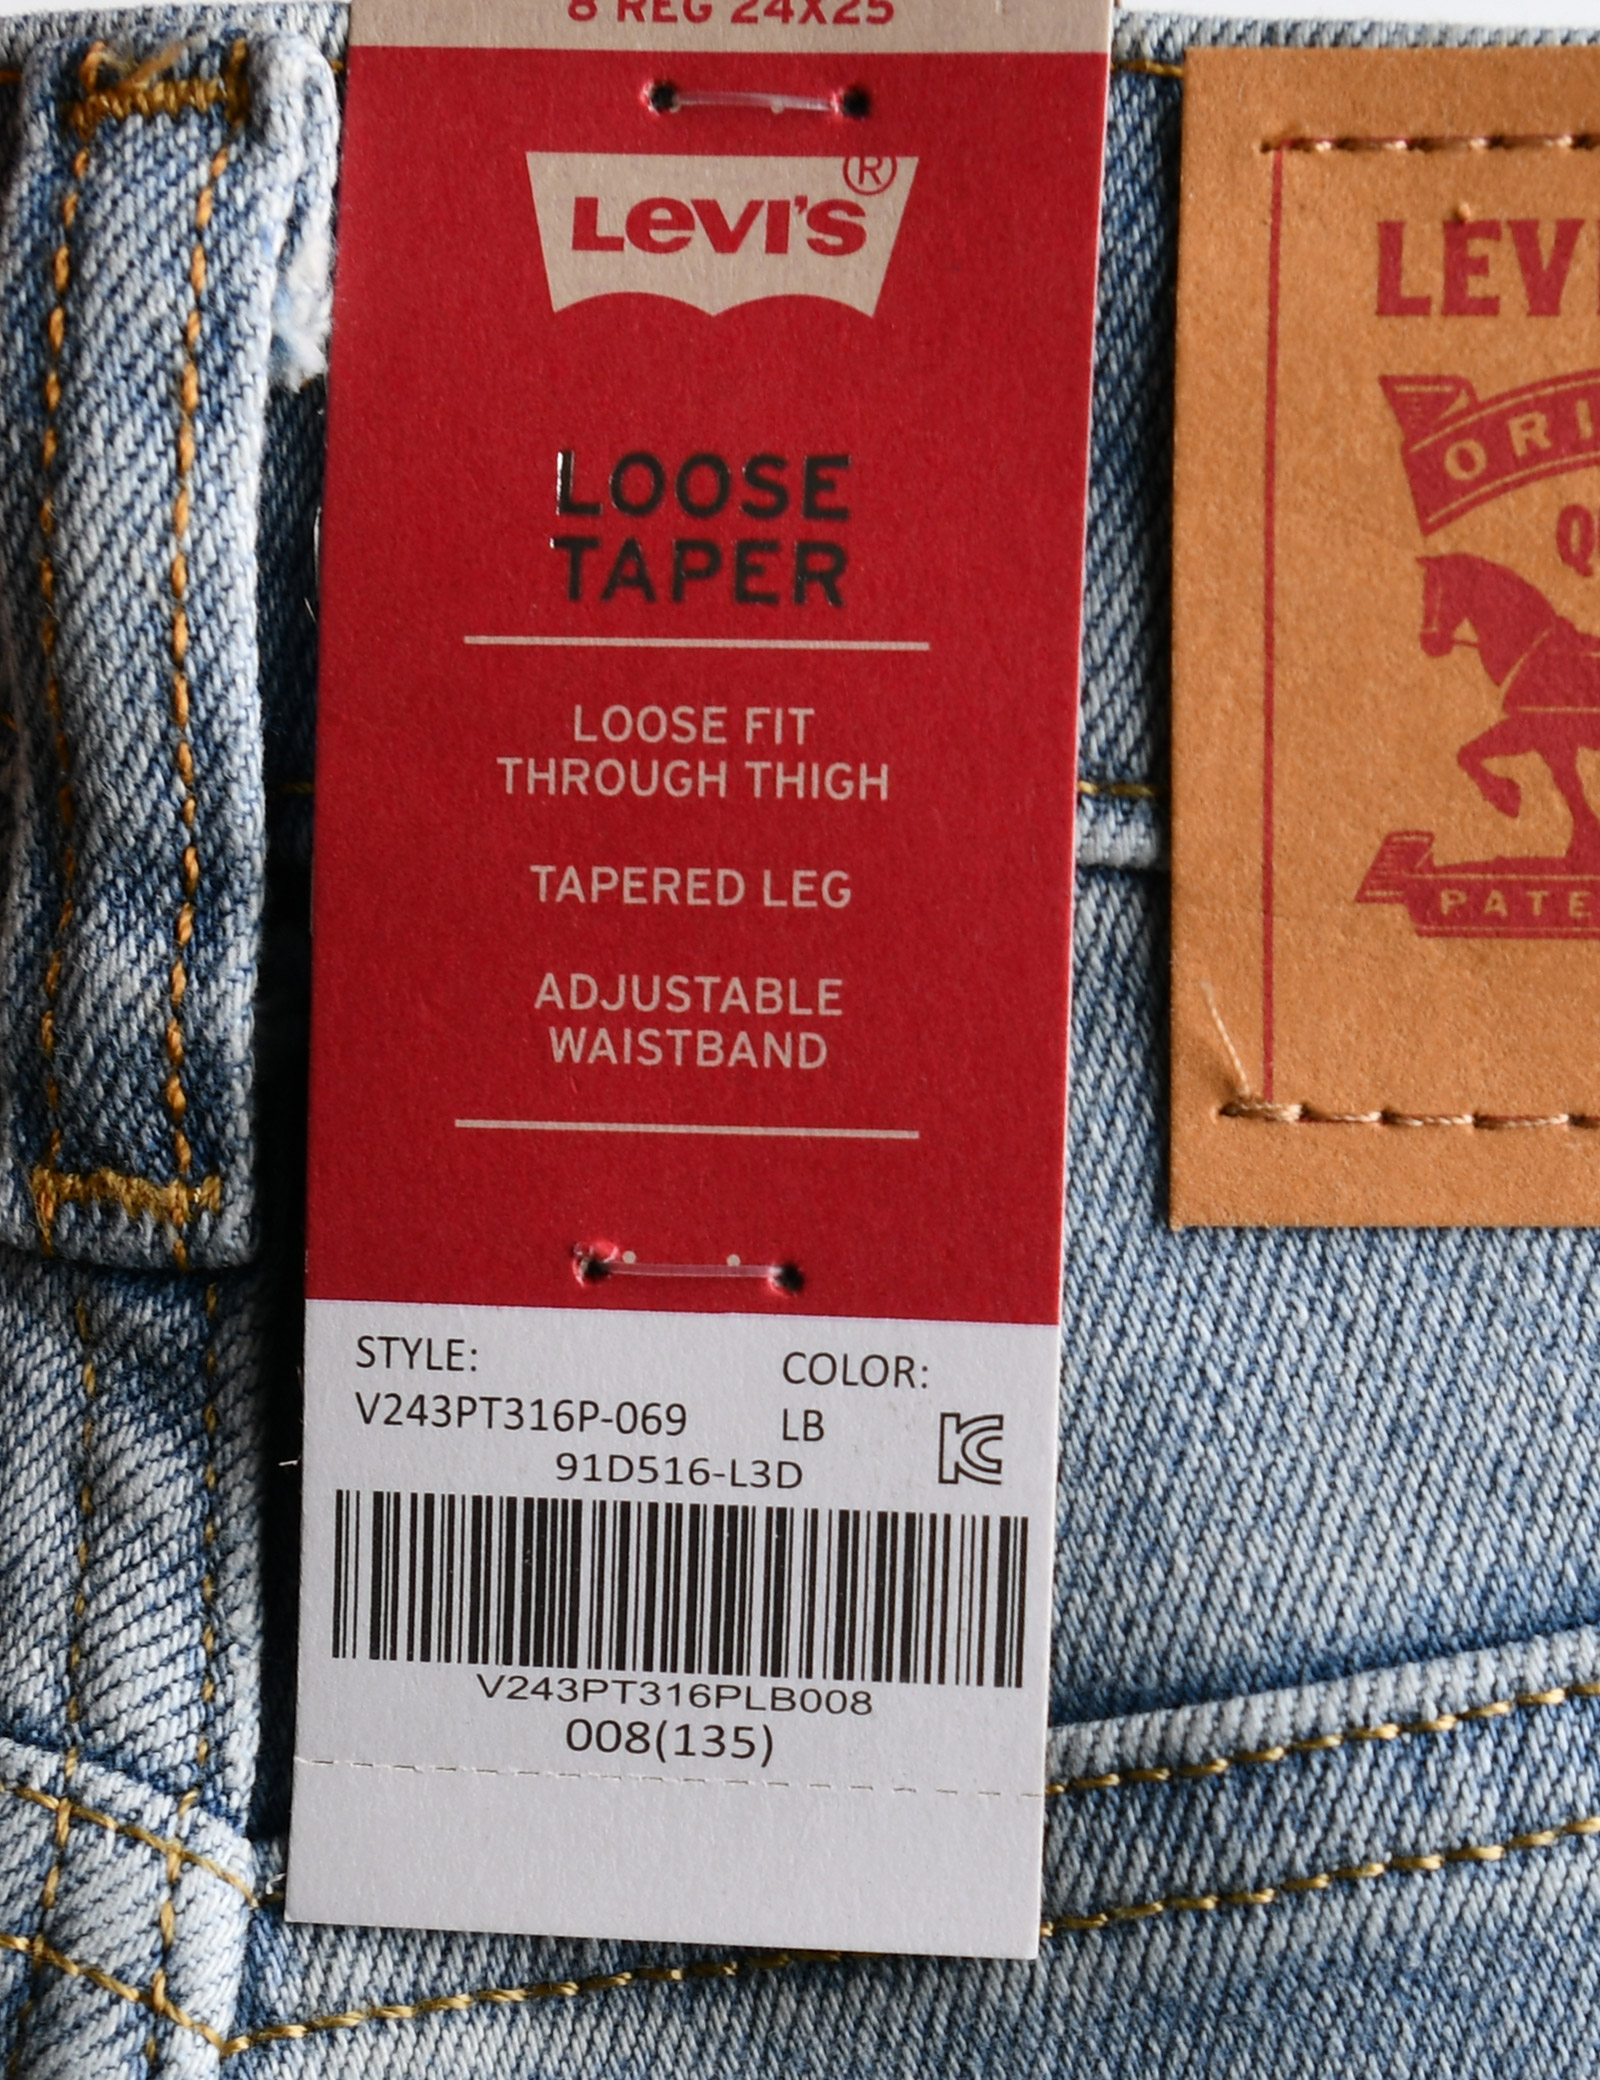 8 REG 24X25
LEVI'S®
LOOSE
TAPER
LOOSE FIT
THROUGH THIGH
TAPERED LEG
ADJUSTABLE
WAISTBAND
STYLE:
V243PT316P-069
COLOR:
LB
91D516-L3D
V243PT316PLB008
008(135)
LEV
ORI
Q
PATE